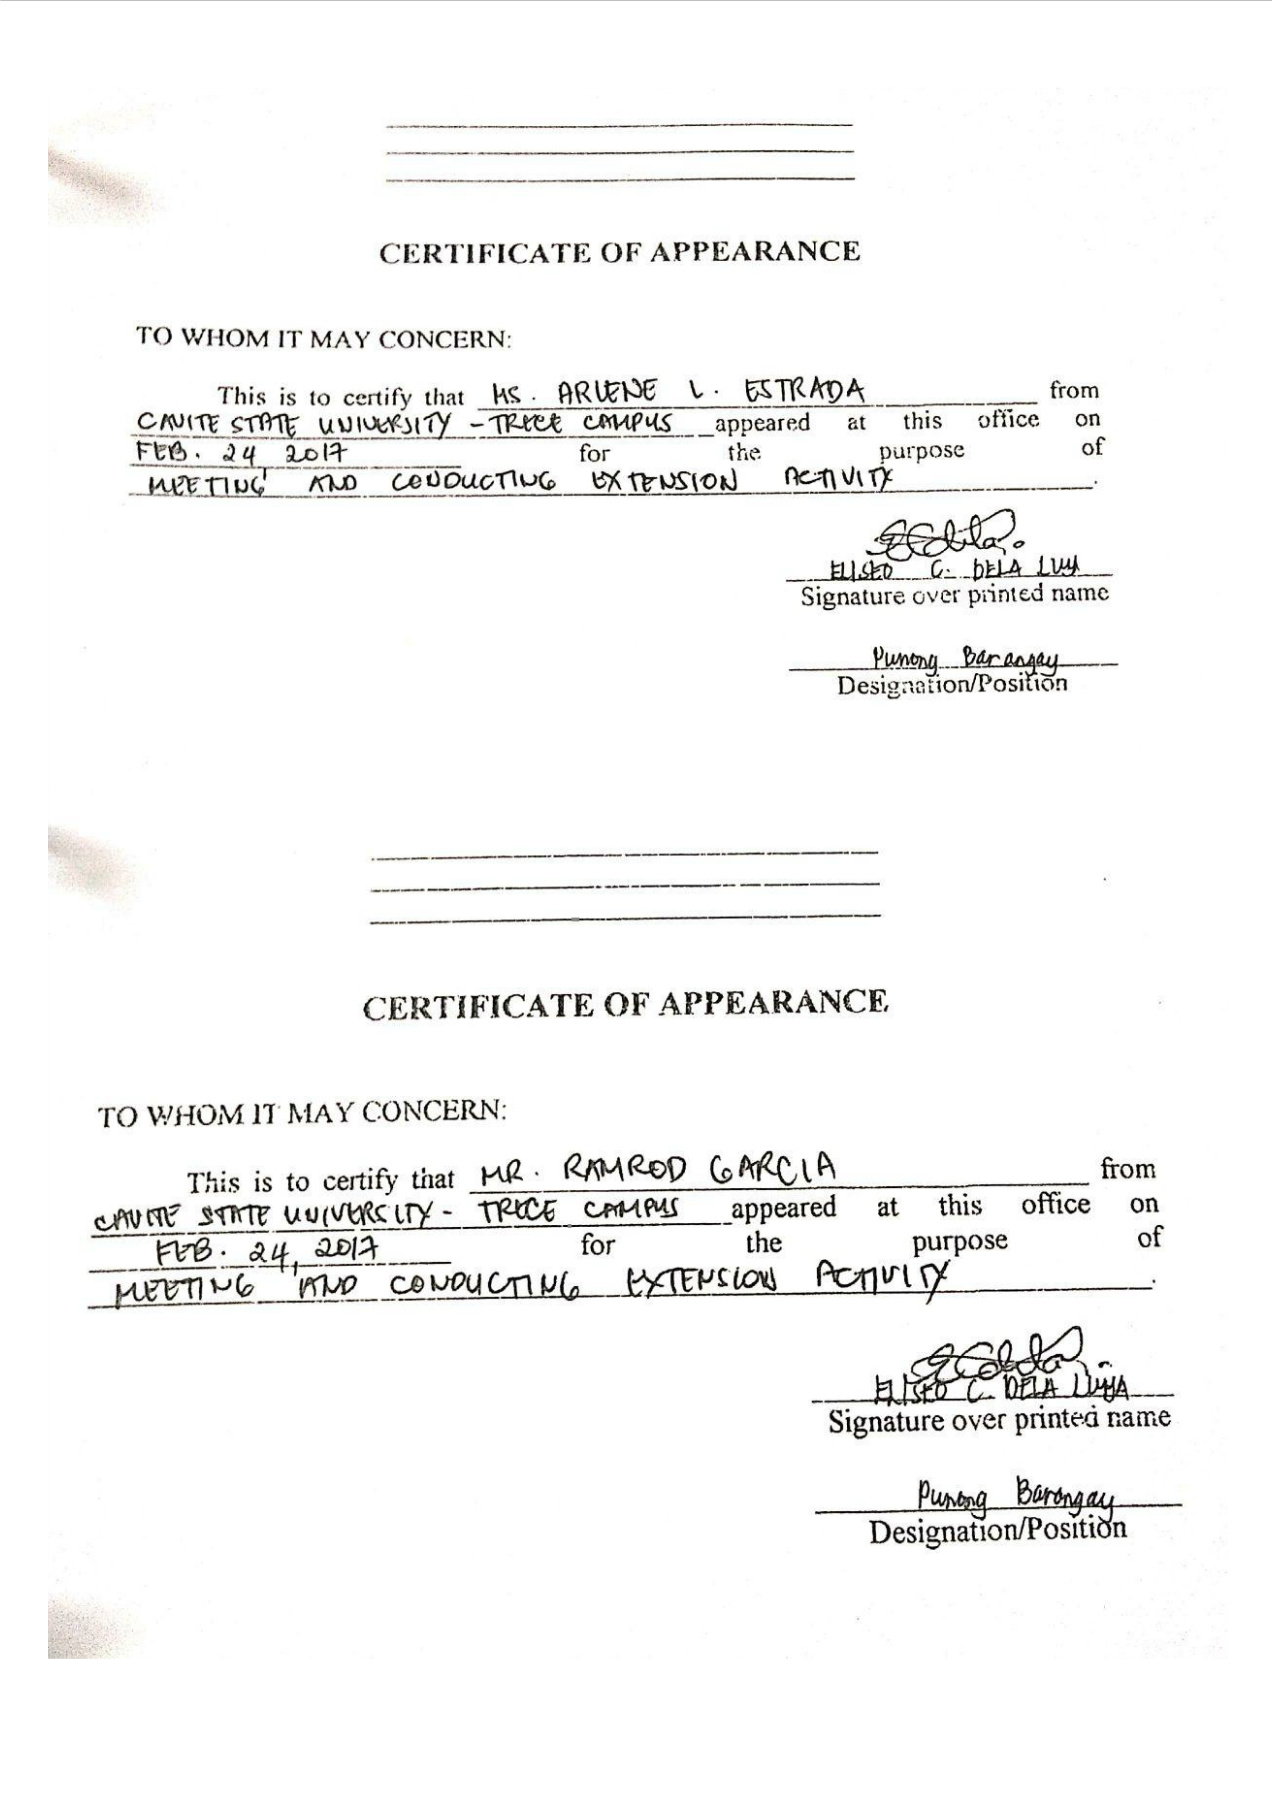 CERTIFICATE OF APPEARANCE
TO WHOM IT MAY CONCERN:
This is to certify that MS. ARLENE L. ESTRADA from
CAVITE STATE UNIVERSITY - TRECE CAMPUS appeared at this office on
FEB. 24 2017 for the purpose of
MEETING AND CONDUCTING EXTENSION ACTIVITY.
ELISEO C. DELA
Signature over printed name
Punong Barangay
Designation/Position
CERTIFICATE OF APPEARANCE
TO WHOM IT MAY CONCERN:
This is to certify that MR. RAMROD GARCIA from
CAVITE STATE UNIVERSITY - TRECE CAMPUS appeared at this office on
FEB. 24, 2017 for the purpose of
MEETING AND CONDUCTING EXTENSION ACTIVITY.
ELISEO C. DELA
Signature over printed name
Punong Barangay
Designation/Position